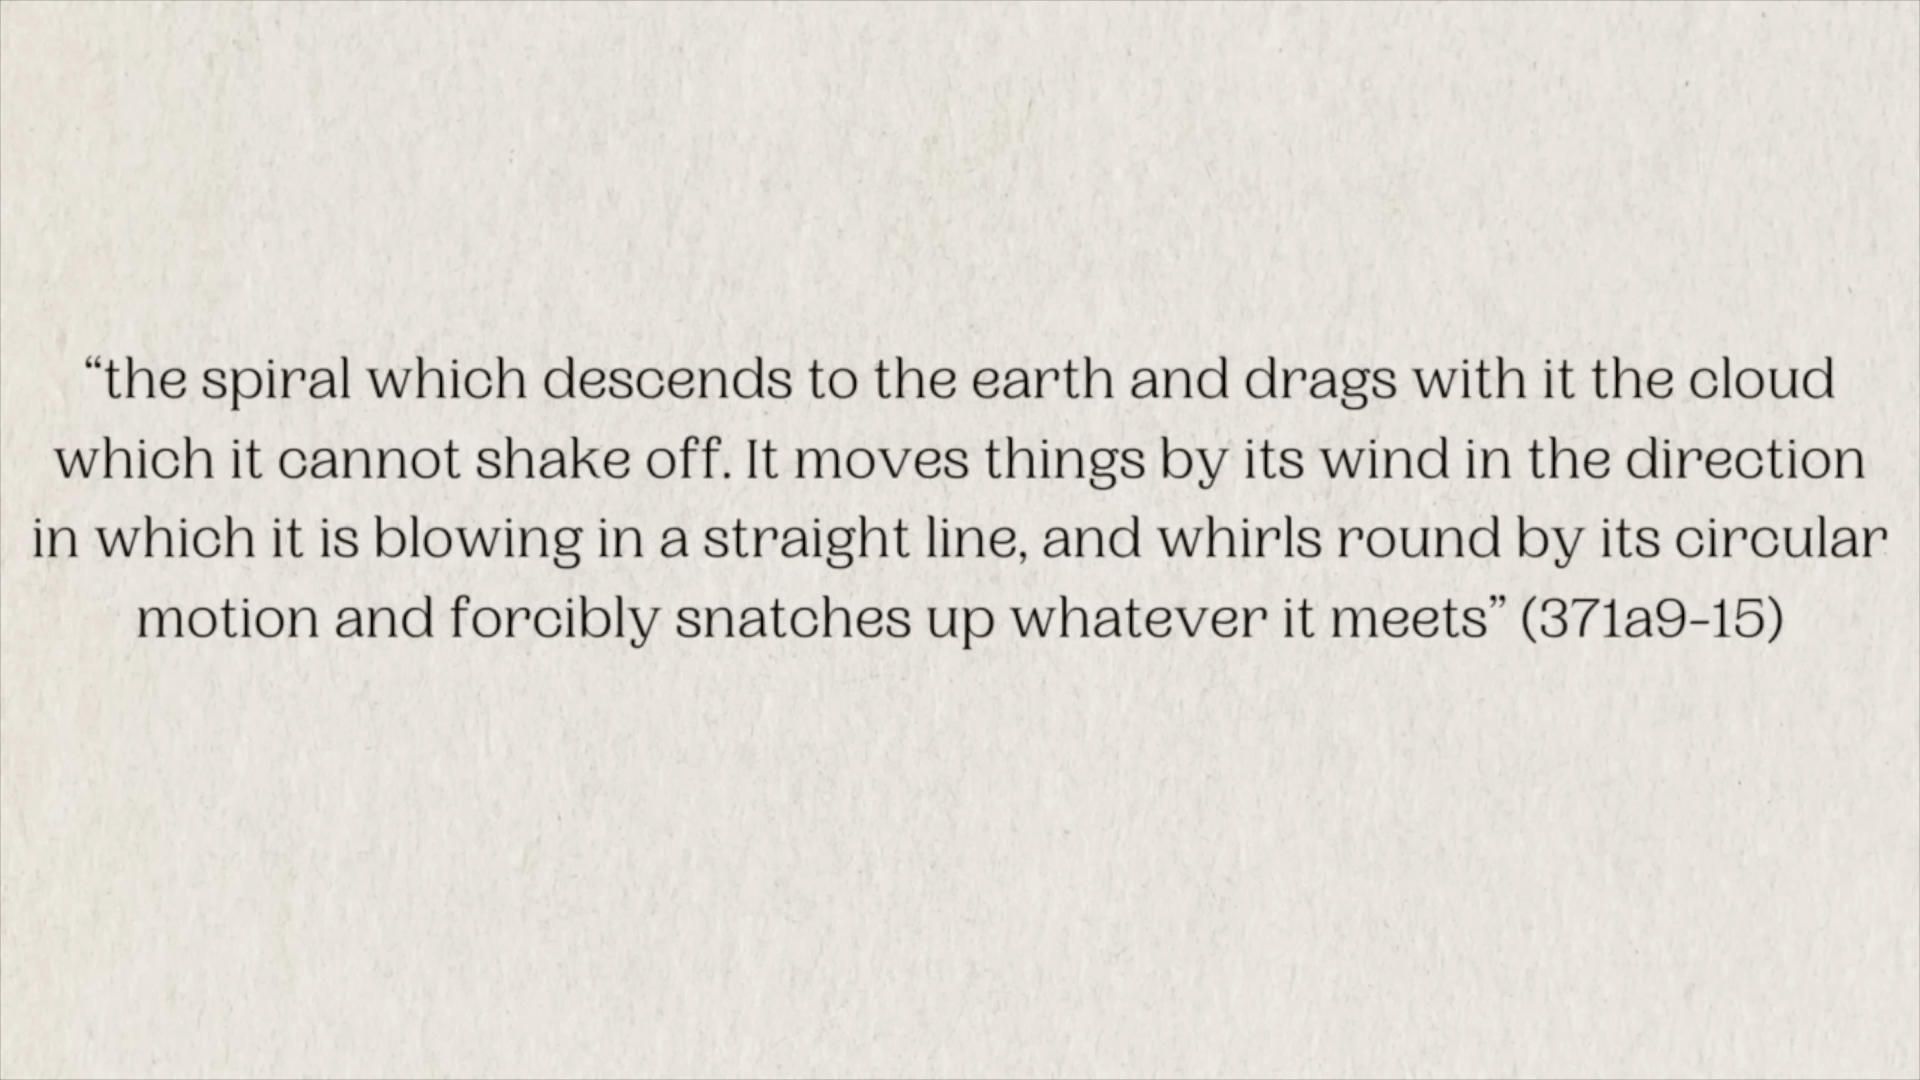 “the spiral which descends to the earth and drags with it the cloud
which it cannot shake off. It moves things by its wind in the direction
in which it is blowing in a straight line, and whirls round by its circular
motion and forcibly snatches up whatever it meets” (371a9-15)